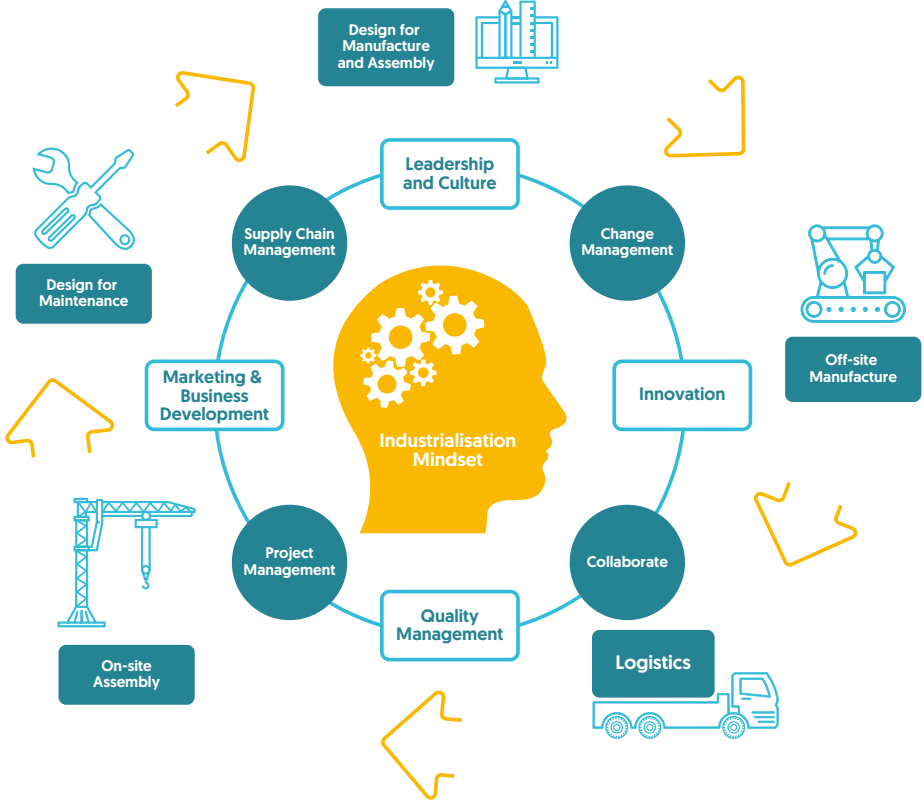 Design for
Manufacture
and Assembly
Leadership
and Culture
Supply Chain
Management
Change
Management
Design for
Maintenance
Off-site
Manufacture
Marketing &
Business
Development
Innovation
Industrialisation
Mindset
Project
Management
Collaborate
Quality
Management
On-site
Assembly
Logistics